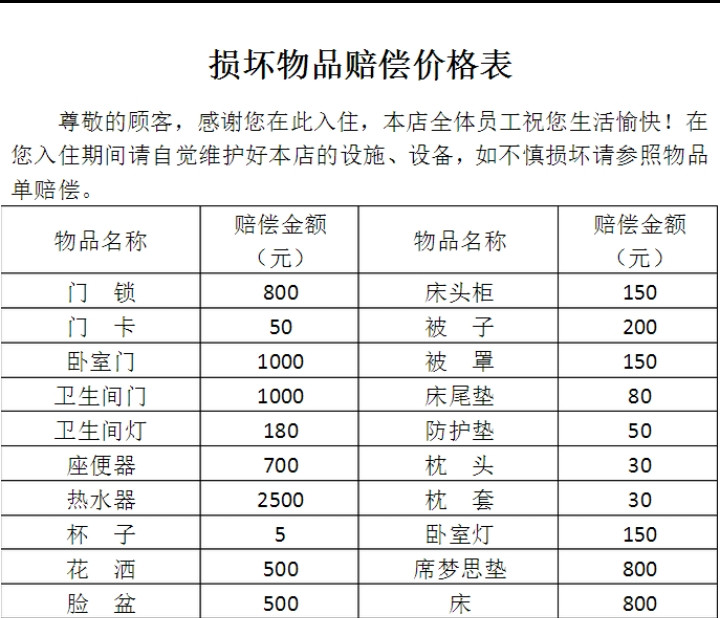 损坏物品赔偿价格表
尊敬的顾客，感谢您在此入住，本店全体员工祝您生活愉快！在
您入住期间请自觉维护好本店的设施、设备，如不慎损坏请参照物品
单赔偿。
物品名称 赔偿金额（元） 物品名称 赔偿金额（元）
门 锁 800 床头柜 150
门 卡 50 被 子 200
卧室门 1000 被 罩 150
卫生间门 1000 床尾垫 80
卫生间灯 180 防护垫 50
座便器 700 枕 头 30
热水器 2500 枕 套 30
杯 子 5 卧室灯 150
花 洒 500 席梦思垫 800
脸 盆 500 床 800